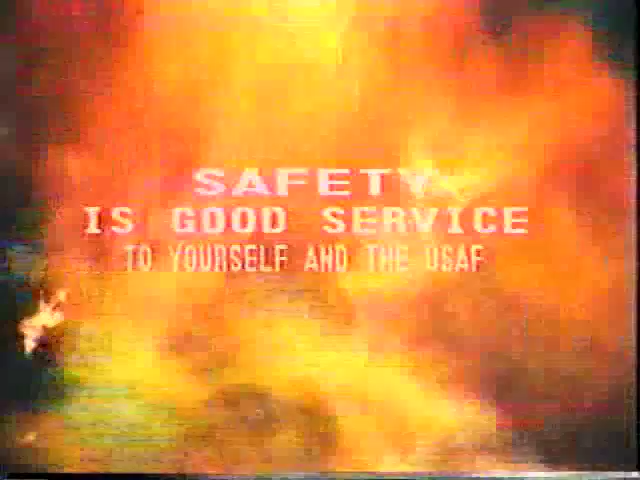 SAFETY
IS GOOD SERVICE
TO YOURSELF AND THE USAF